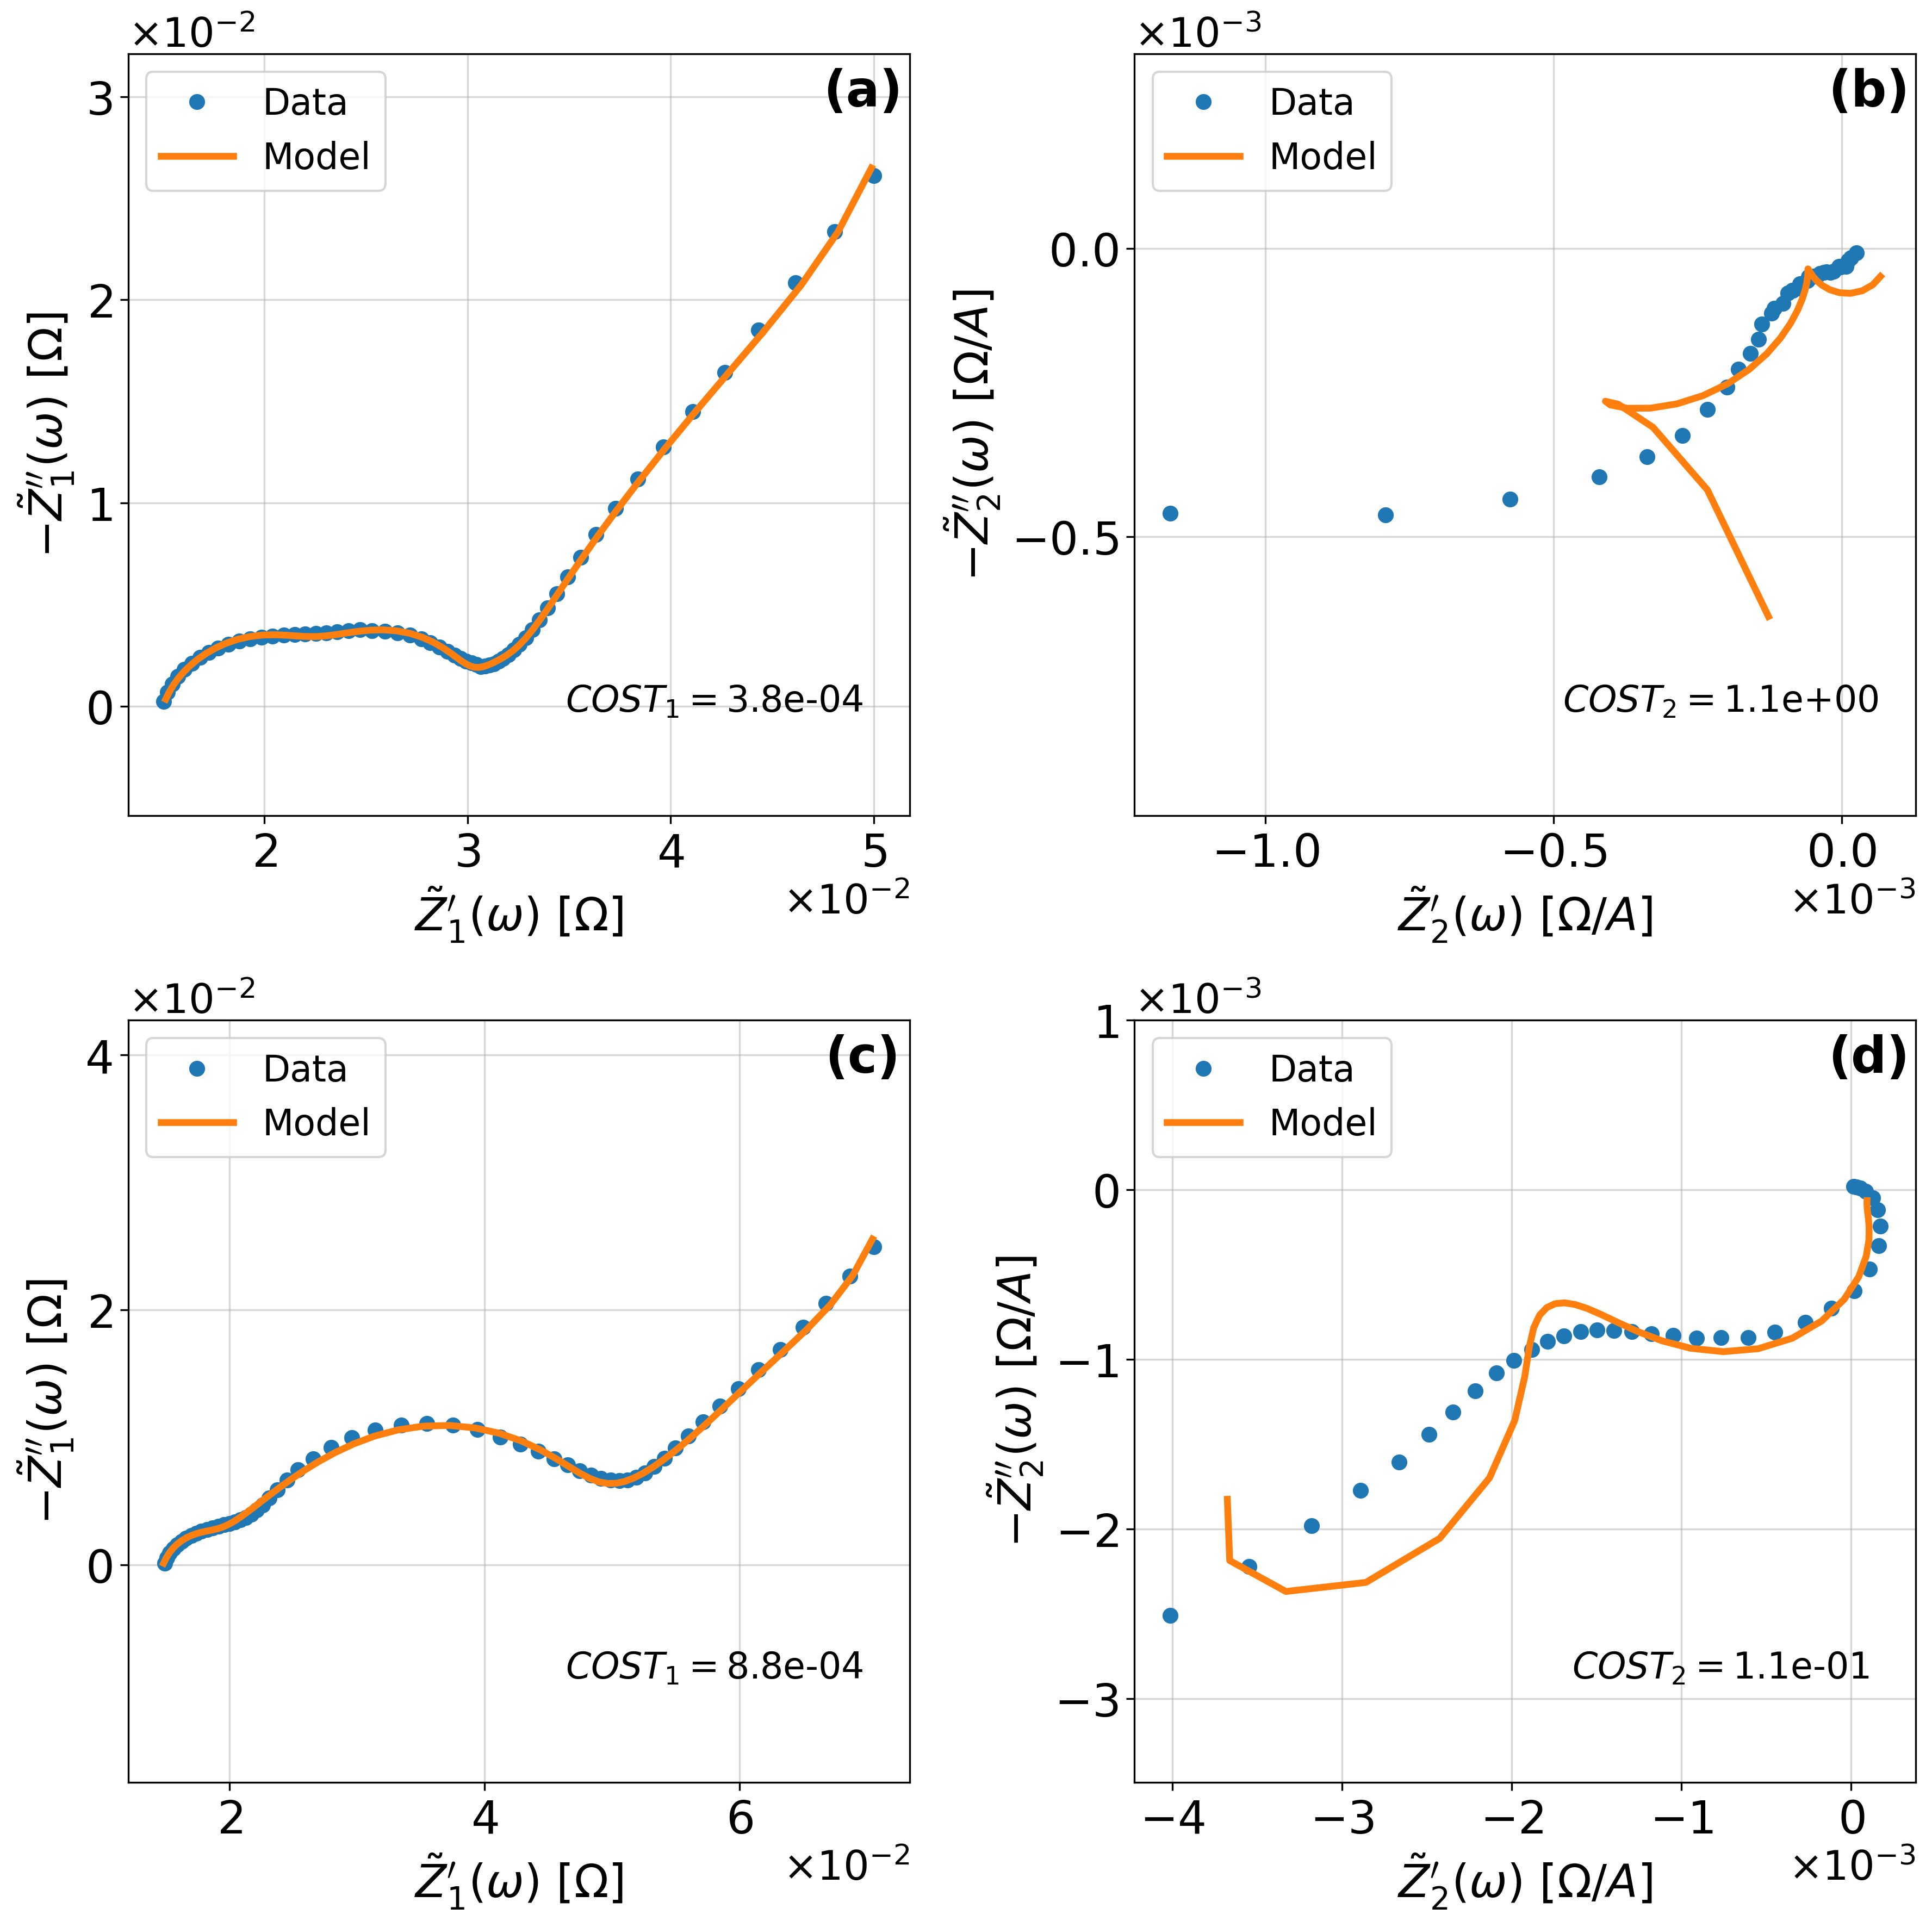 ×10⁻²
(a)
Data
Model
3
2
1
0
−Z̃₁″(ω) [Ω]
COST₁ = 3.8e-04
2 3 4 5
×10⁻²
Z̃₁′(ω) [Ω]
×10⁻³
(b)
Data
Model
0.0
−0.5
−Z̃₂″(ω) [Ω/A]
COST₂ = 1.1e+00
−1.0 −0.5 0.0
×10⁻³
Z̃₂′(ω) [Ω/A]
×10⁻²
(c)
Data
Model
4
2
0
−Z̃₁″(ω) [Ω]
COST₁ = 8.8e-04
2 4 6
×10⁻²
Z̃₁′(ω) [Ω]
×10⁻³
(d)
Data
Model
1
0
−1
−2
−3
−Z̃₂″(ω) [Ω/A]
COST₂ = 1.1e-01
−4 −3 −2 −1 0
×10⁻³
Z̃₂′(ω) [Ω/A]